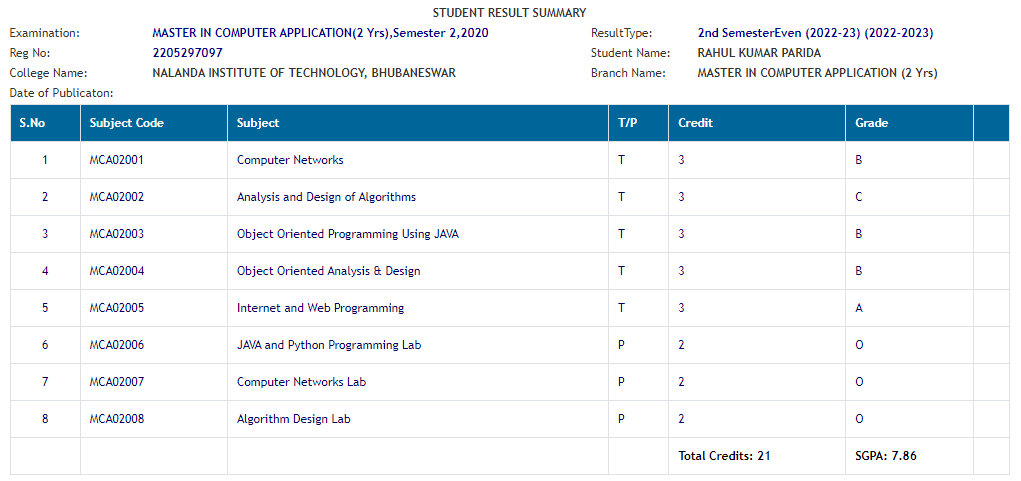 STUDENT RESULT SUMMARY
Examination: MASTER IN COMPUTER APPLICATION(2 Yrs),Semester 2,2020 ResultType: 2nd SemesterEven (2022-23) (2022-2023)
Reg No: 2205297097 Student Name: RAHUL KUMAR PARIDA
College Name: NALANDA INSTITUTE OF TECHNOLOGY, BHUBANESWAR Branch Name: MASTER IN COMPUTER APPLICATION (2 Yrs)
Date of Publicaton:
S.No Subject Code Subject T/P Credit Grade
1 MCA02001 Computer Networks T 3 B
2 MCA02002 Analysis and Design of Algorithms T 3 C
3 MCA02003 Object Oriented Programming Using JAVA T 3 B
4 MCA02004 Object Oriented Analysis & Design T 3 B
5 MCA02005 Internet and Web Programming T 3 A
6 MCA02006 JAVA and Python Programming Lab P 2 O
7 MCA02007 Computer Networks Lab P 2 O
8 MCA02008 Algorithm Design Lab P 2 O
Total Credits: 21 SGPA: 7.86